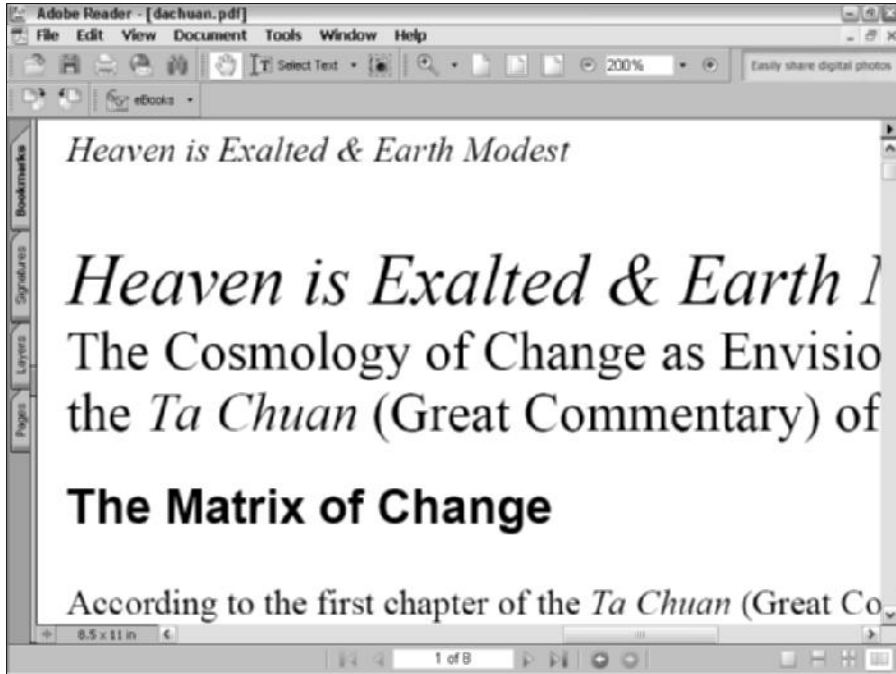 Adobe Reader - [dachuan.pdf]
File Edit View Document Tools Window Help
Select Text 200% Easily share digital photos
eBooks
Bookmarks
Signatures
Layers
Pages
Heaven is Exalted & Earth Modest
Heaven is Exalted & Earth
The Cosmology of Change as Envisio
the Ta Chuan (Great Commentary) of
The Matrix of Change
According to the first chapter of the Ta Chuan (Great Co
8.5 x 11 in
1 of 8